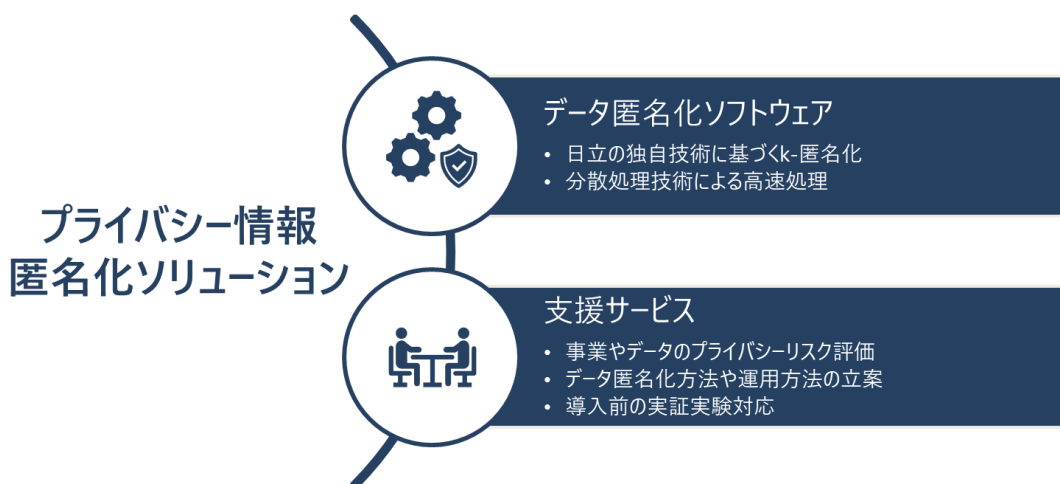 プライバシー情報
匿名化ソリューション
データ匿名化ソフトウェア
• 日立の独自技術に基づくk-匿名化
• 分散処理技術による高速処理
支援サービス
• 事業やデータのプライバシーリスク評価
• データ匿名化方法や運用方法の立案
• 導入前の実証実験対応